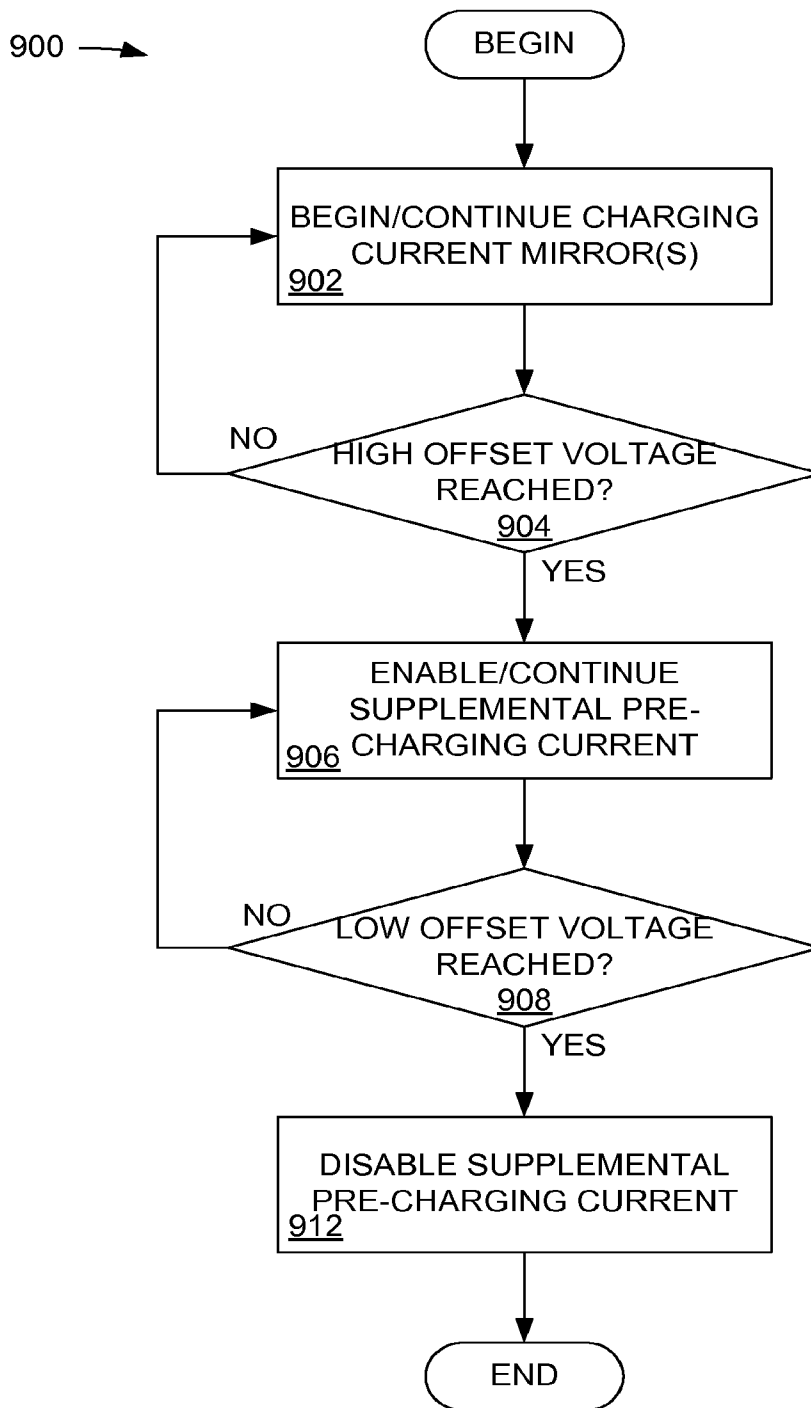 900
BEGIN
BEGIN/CONTINUE CHARGING
CURRENT MIRROR(S)
902
NO
HIGH OFFSET VOLTAGE
REACHED?
904
YES
ENABLE/CONTINUE
SUPPLEMENTAL PRE-
CHARGING CURRENT
906
NO
LOW OFFSET VOLTAGE
REACHED?
908
YES
DISABLE SUPPLEMENTAL
PRE-CHARGING CURRENT
912
END